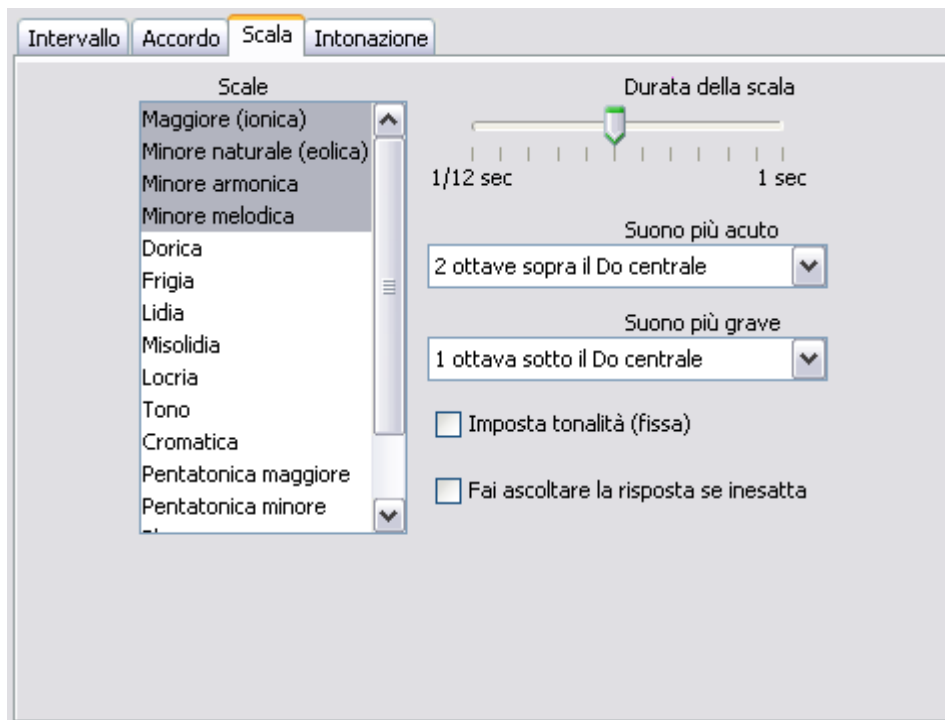 Intervallo Accordo Scala Intonazione
Scale
Maggiore (ionica)
Minore naturale (eolica)
Minore armonica
Minore melodica
Dorica
Frigia
Lidia
Misolidia
Locria
Tono
Cromatica
Pentatonica maggiore
Pentatonica minore
Durata della scala
1/12 sec 1 sec
Suono più acuto
2 ottave sopra il Do centrale
Suono più grave
1 ottava sotto il Do centrale
Imposta tonalità (fissa)
Fai ascoltare la risposta se inesatta